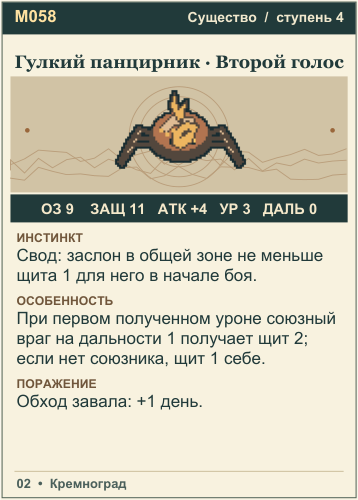 M058
Существо / ступень 4
Гулкий панцирник · Второй голос
ОЗ 9 ЗАЩ 11 АТК +4 УР 3 ДАЛЬ 0
ИНСТИНКТ
Свод: заслон в общей зоне не меньше
щита 1 для него в начале боя.
ОСОБЕННОСТЬ
При первом полученном уроне союзный
враг на дальности 1 получает щит 2;
если нет союзника, щит 1 себе.
ПОРАЖЕНИЕ
Обход завала: +1 день.
02 • Кремноград